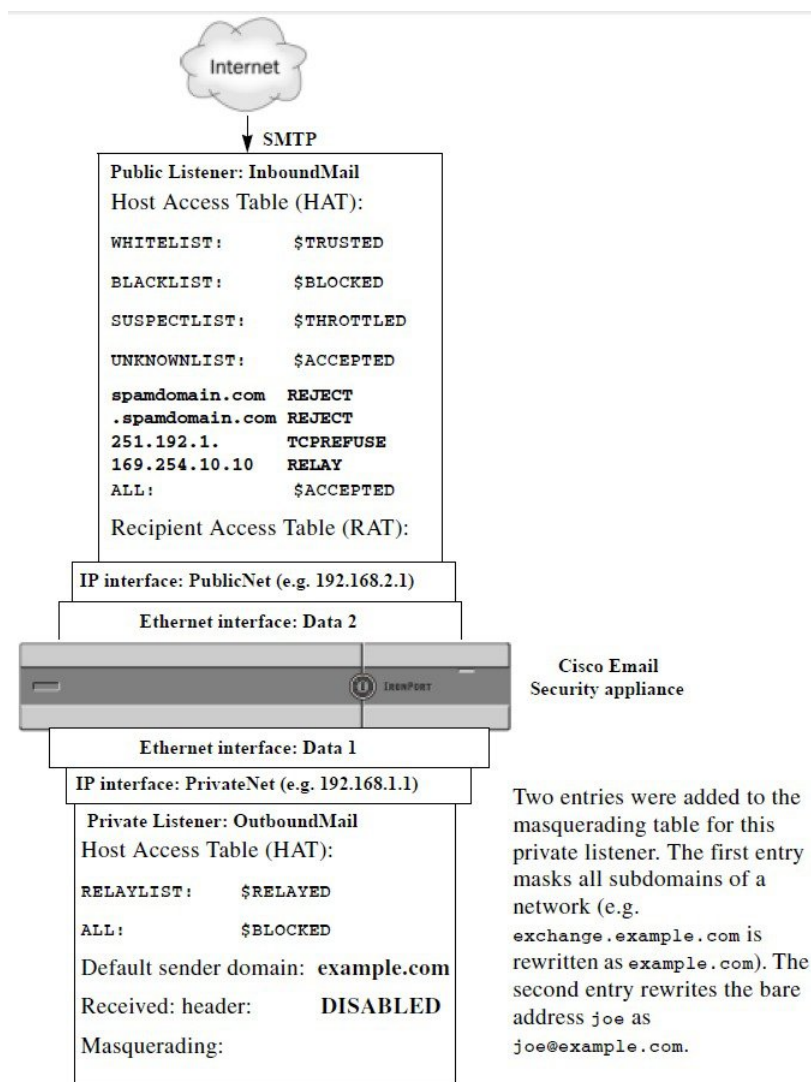 Internet
SMTP
Public Listener: InboundMail
Host Access Table (HAT):
WHITELIST: $TRUSTED
BLACKLIST: $BLOCKED
SUSPECTLIST: $THROTTLED
UNKNOWNLIST: $ACCEPTED
spamdomain.com REJECT
.spamdomain.com REJECT
251.192.1. TCPREFUSE
169.254.10.10 RELAY
ALL: $ACCEPTED
Recipient Access Table (RAT):
IP interface: PublicNet (e.g. 192.168.2.1)
Ethernet interface: Data 2
IRONPORT
Cisco Email
Security appliance
Ethernet interface: Data 1
IP interface: PrivateNet (e.g. 192.168.1.1)
Private Listener: OutboundMail
Host Access Table (HAT):
RELAYLIST: $RELAYED
ALL: $BLOCKED
Default sender domain: example.com
Received: header: DISABLED
Masquerading:
Two entries were added to the
masquerading table for this
private listener. The first entry
masks all subdomains of a
network (e.g.
exchange.example.com is
rewritten as example.com). The
second entry rewrites the bare
address joe as
joe@example.com.